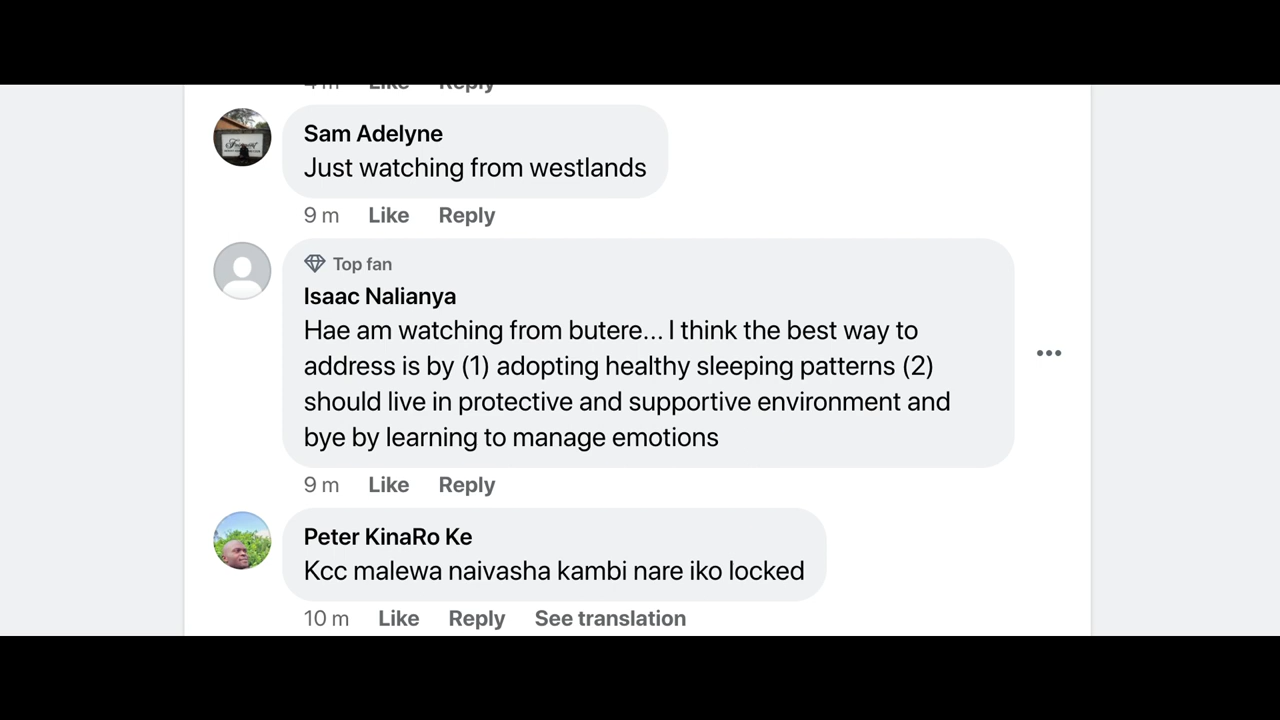 Like Reply
Sam Adelyne
Just watching from westlands
9 m Like Reply
Top fan
Isaac Nalianya
Hae am watching from butere... I think the best way to
address is by (1) adopting healthy sleeping patterns (2)
should live in protective and supportive environment and
bye by learning to manage emotions
9 m Like Reply
Peter KinaRo Ke
Kcc malewa naivasha kambi nare iko locked
10 m Like Reply See translation